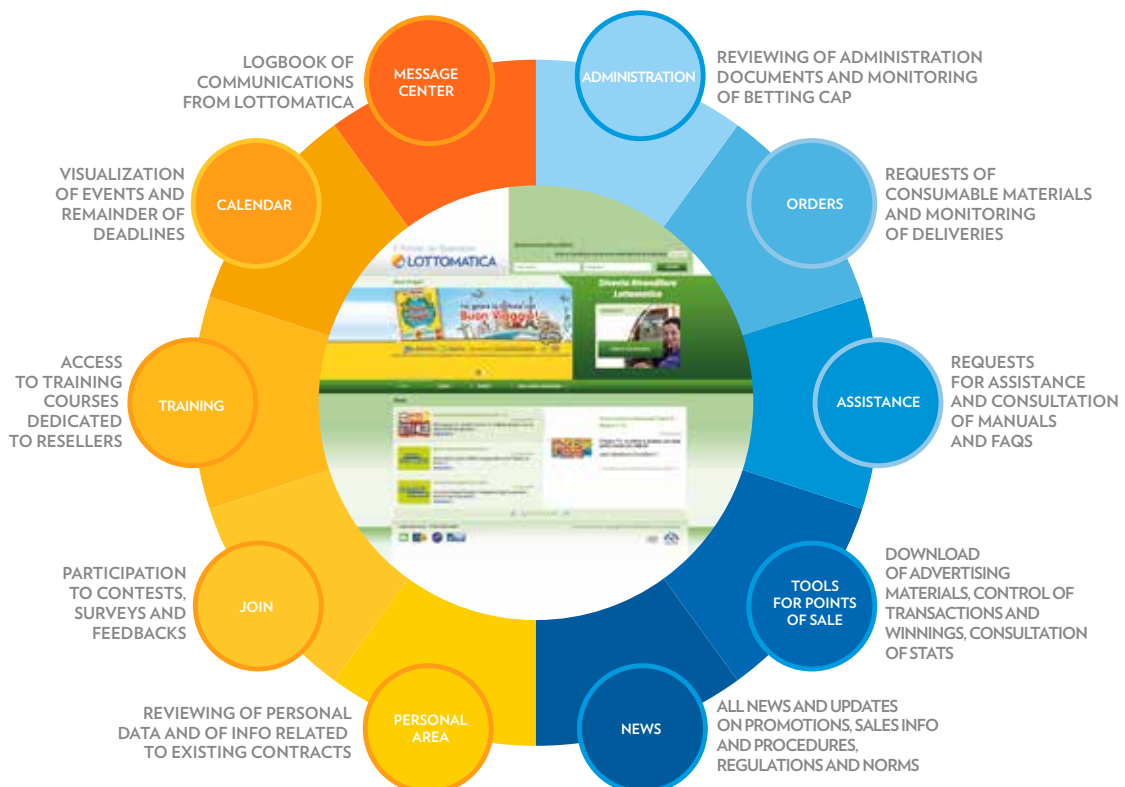 LOGBOOK OF
COMMUNICATIONS
FROM LOTTOMATICA
MESSAGE
CENTER
ADMINISTRATION
REVIEWING OF ADMINISTRATION
DOCUMENTS AND MONITORING
OF BETTING CAP
VISUALIZATION
OF EVENTS AND
REMAINDER OF
DEADLINES
CALENDAR
ORDERS
REQUESTS OF
CONSUMABLE MATERIALS
AND MONITORING
OF DELIVERIES
LOTTOMATICA
Diventa Rivenditore
Lottomatica
Buon Viaggio!
ACCESS
TO TRAINING
COURSES
DEDICATED
TO RESELLERS
TRAINING
ASSISTANCE
REQUESTS
FOR ASSISTANCE
AND CONSULTATION
OF MANUALS
AND FAQS
PARTICIPATION
TO CONTESTS,
SURVEYS AND
FEEDBACKS
JOIN
TOOLS
FOR POINTS
OF SALE
DOWNLOAD
OF ADVERTISING
MATERIALS, CONTROL OF
TRANSACTIONS AND
WINNINGS, CONSULTATION
OF STATS
REVIEWING OF PERSONAL
DATA AND OF INFO RELATED
TO EXISTING CONTRACTS
PERSONAL
AREA
NEWS
ALL NEWS AND UPDATES
ON PROMOTIONS, SALES INFO
AND PROCEDURES,
REGULATIONS AND NORMS